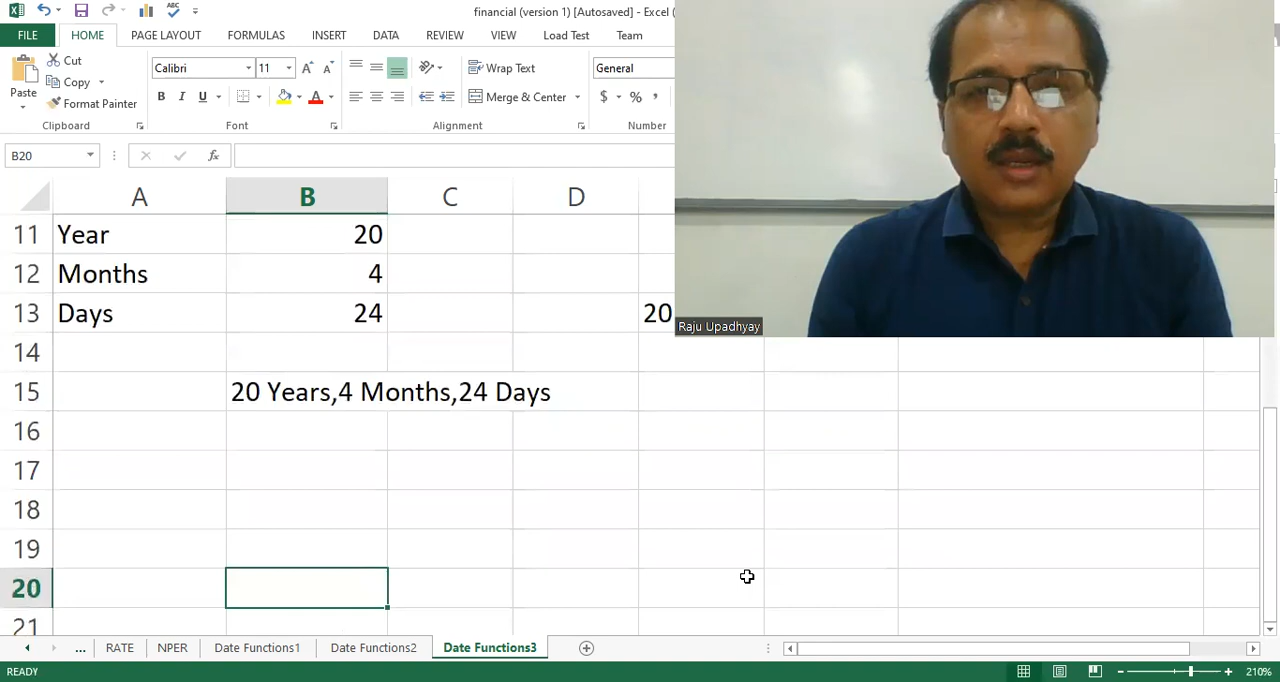 financial (version 1) [Autosaved] - Excel (
FILE HOME PAGE LAYOUT FORMULAS INSERT DATA REVIEW VIEW Load Test Team
Cut
Copy
Format Painter
Paste
Clipboard
Calibri 11
B I U A
Font
Wrap Text
Merge & Center
Alignment
General
$ % ,
Number
B20 fx
A B C D
11 Year 20
12 Months 4
13 Days 24 20
Raju Upadhyay
14
15 20 Years,4 Months,24 Days
16
17
18
19
20
21
... RATE NPER Date Functions1 Date Functions2 Date Functions3
READY 210%